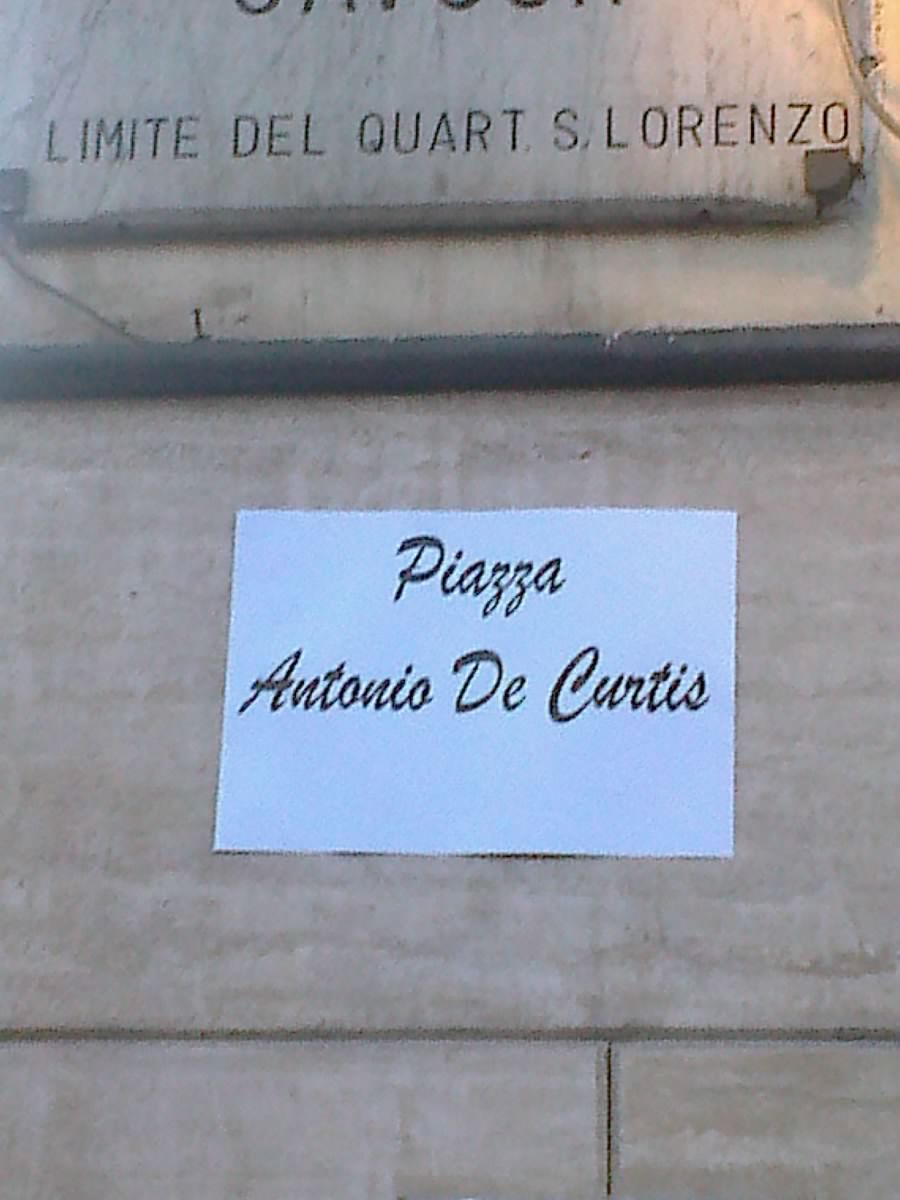 LIMITE DEL QUART. S. LORENZO
Piazza
Antonio De Curtis